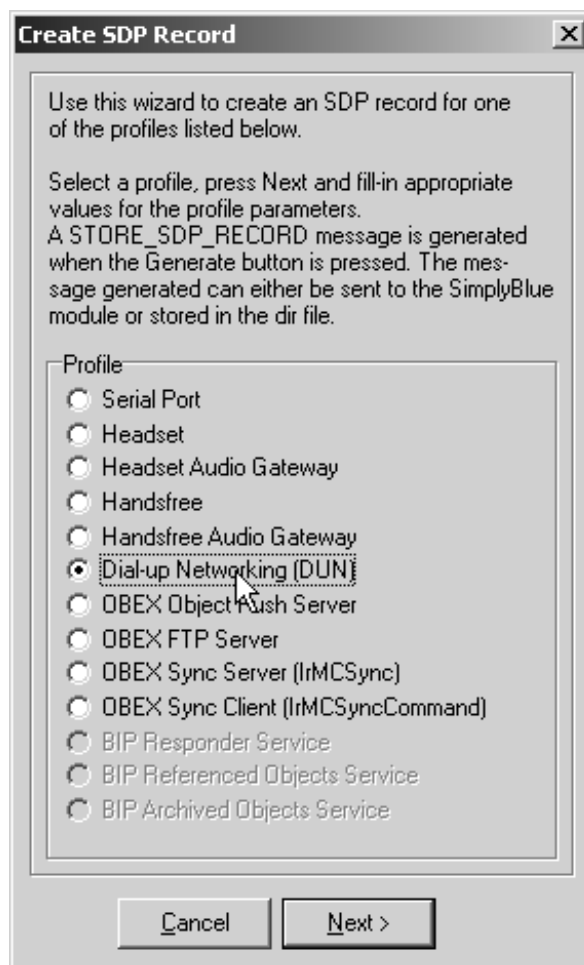 Create SDP Record
Use this wizard to create an SDP record for one
of the profiles listed below.
Select a profile, press Next and fill-in appropriate
values for the profile parameters.
A STORE_SDP_RECORD message is generated
when the Generate button is pressed. The mes-
sage generated can either be sent to the SimplyBlue
module or stored in the dir file.
Profile
Serial Port
Headset
Headset Audio Gateway
Handsfree
Handsfree Audio Gateway
Dial-up Networking (DUN)
OBEX Object Push Server
OBEX FTP Server
OBEX Sync Server (IrMCSync)
OBEX Sync Client (IrMCSyncCommand)
BIP Responder Service
BIP Referenced Objects Service
BIP Archived Objects Service
Cancel Next >